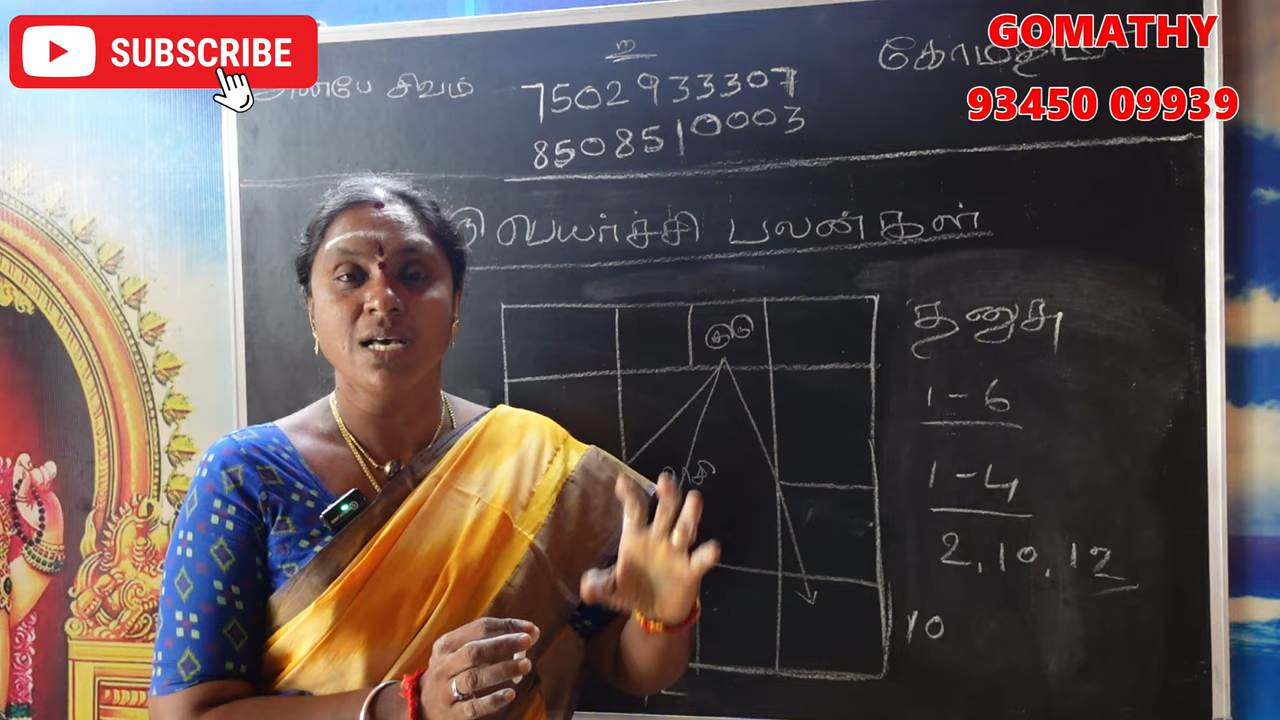 SUBSCRIBE
GOMATHY
93450 09939
உ
அன்பே சிவம்
7502933307
8508510003
பெயர்ச்சி பலன்கள்
குரு
ராசி
தனுசு
1-6
1-4
2, 10, 12
10